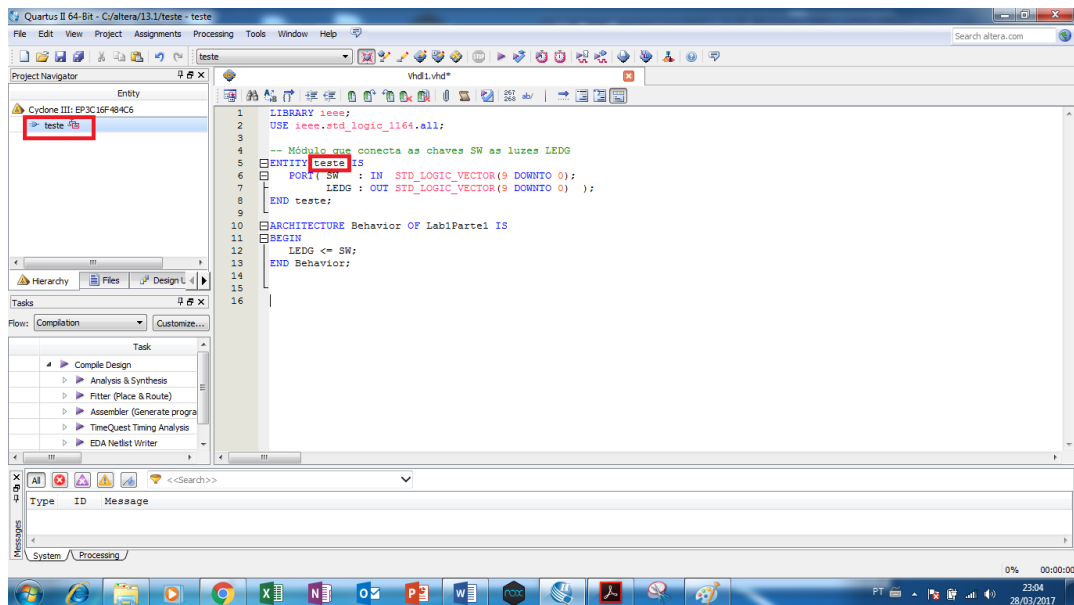 Quartus II 64-Bit - C:/altera/13.1/teste - teste
File Edit View Project Assignments Processing Tools Window Help
Search altera.com
teste
Project Navigator
Vhdl1.vhd*
Entity
Cyclone III: EP3C16F484C6
teste
267
268
ab/
1 LIBRARY ieee;
2 USE ieee.std_logic_1164.all;
3
4 -- Módulo que conecta as chaves SW as luzes LEDG
5 ENTITY teste IS
6 PORT( SW : IN STD_LOGIC_VECTOR(9 DOWNTO 0);
7 LEDG : OUT STD_LOGIC_VECTOR(9 DOWNTO 0) );
8 END teste;
9
10 ARCHITECTURE Behavior OF Lab1Parte1 IS
11 BEGIN
12 LEDG <= SW;
13 END Behavior;
14
15
16
Hierarchy Files Design U
Tasks
Flow: Compilation Customize...
Task
Compile Design
Analysis & Synthesis
Fitter (Place & Route)
Assembler (Generate progra
TimeQuest Timing Analysis
EDA Netlist Writer
All <<Search>>
Type ID Message
Messages
System Processing
0% 00:00:00
PT 23:04
28/03/2017